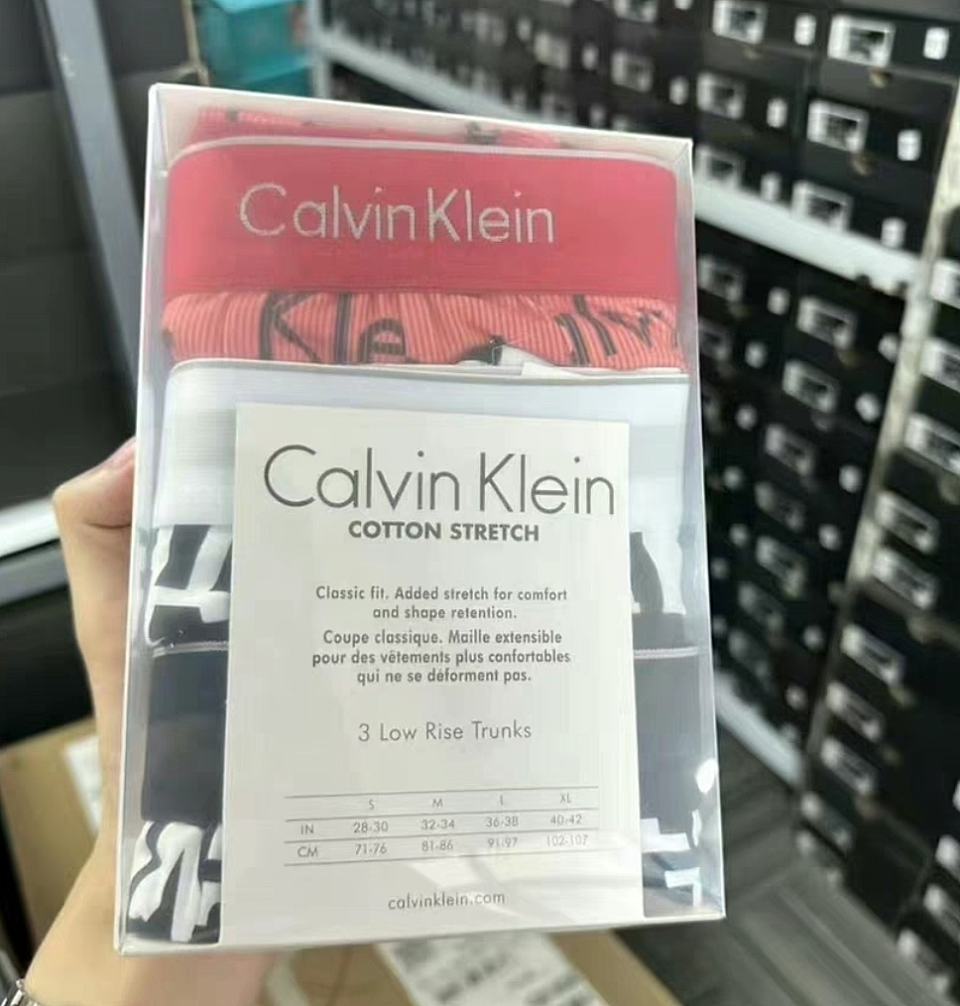 Calvin Klein
Calvin Klein
COTTON STRETCH
Classic fit. Added stretch for comfort
and shape retention.
Coupe classique. Maille extensible
pour des vêtements plus confortables
qui ne se déforment pas.
3 Low Rise Trunks
S M L XL
IN 28-30 32-34 36-38 40-42
CM 71-76 81-86 91-97 102-107
calvinklein.com